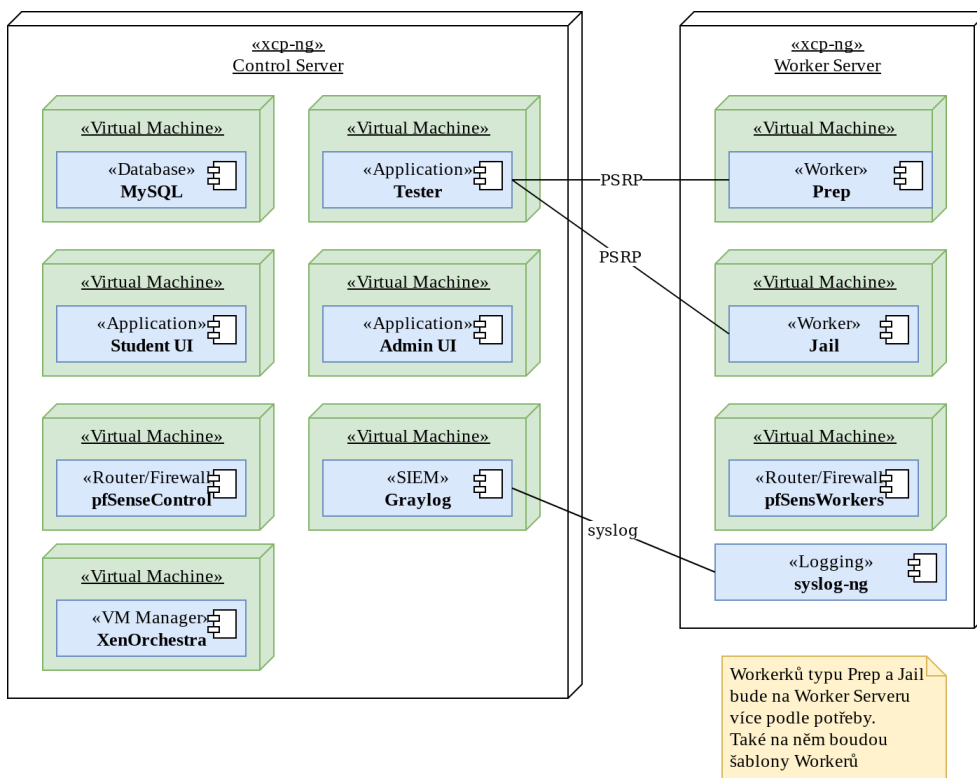 «xcp-ng»
Control Server
«Virtual Machine»
«Database»
MySQL
«Virtual Machine»
«Application»
Tester
«Virtual Machine»
«Application»
Student UI
«Virtual Machine»
«Application»
Admin UI
«Virtual Machine»
«Router/Firewall
pfSenseControl
«Virtual Machine»
«SIEM»
Graylog
«Virtual Machine»
«VM Manager»
XenOrchestra
PSRP
PSRP
syslog
«xcp-ng»
Worker Server
«Virtual Machine»
«Worker»
Prep
«Virtual Machine»
«Worker»
Jail
«Virtual Machine»
«Router/Firewall
pfSensWorkers
«Logging»
syslog-ng
Workerků typu Prep a Jail
bude na Worker Serveru
více podle potřeby.
Také na něm boudou
šablony Workerů